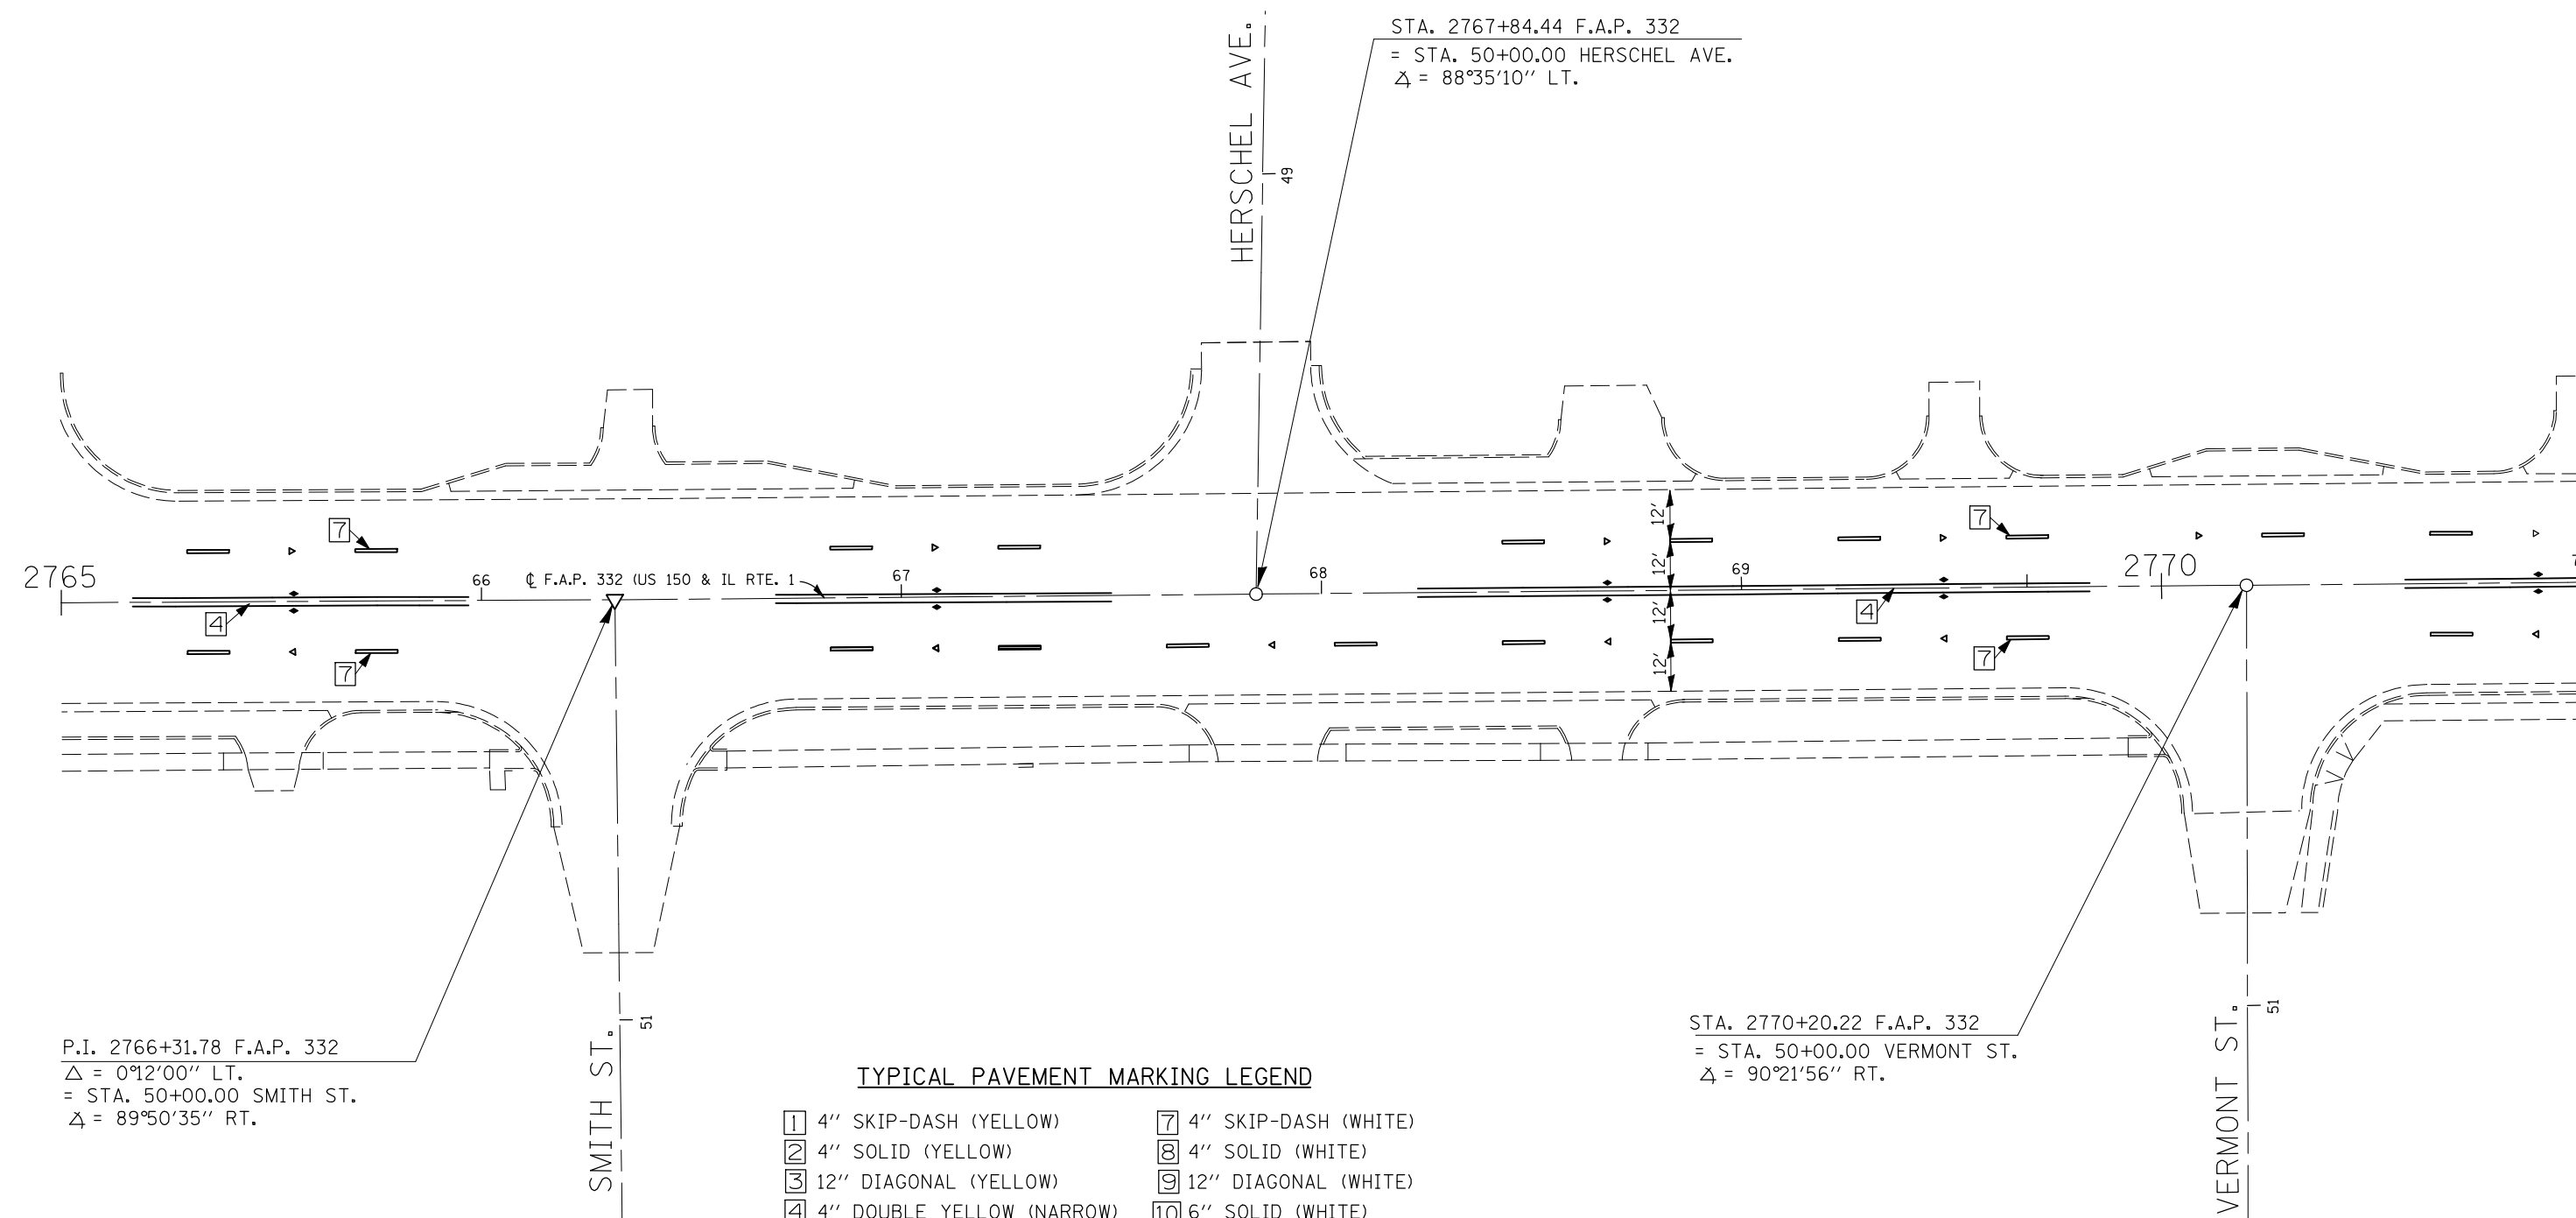 STA. 2767+84.44 F.A.P. 332
= STA. 50+00.00 HERSCHEL AVE.
∡ = 88°35'10" LT.
HERSCHEL AVE.
49
12'
12'
12'
12'
7
7
7
7
4
4
2765
66
℄ F.A.P. 332 (US 150 & IL RTE. 1
67
68
69
2770
P.I. 2766+31.78 F.A.P. 332
△ = 0°12'00" LT.
= STA. 50+00.00 SMITH ST.
∡ = 89°50'35" RT.
SMITH ST.
51
STA. 2770+20.22 F.A.P. 332
= STA. 50+00.00 VERMONT ST.
∡ = 90°21'56" RT.
VERMONT ST.
51
TYPICAL PAVEMENT MARKING LEGEND
1 4" SKIP-DASH (YELLOW)
2 4" SOLID (YELLOW)
3 12" DIAGONAL (YELLOW)
4 4" DOUBLE YELLOW (NARROW)
7 4" SKIP-DASH (WHITE)
8 4" SOLID (WHITE)
9 12" DIAGONAL (WHITE)
10 6" SOLID (WHITE)